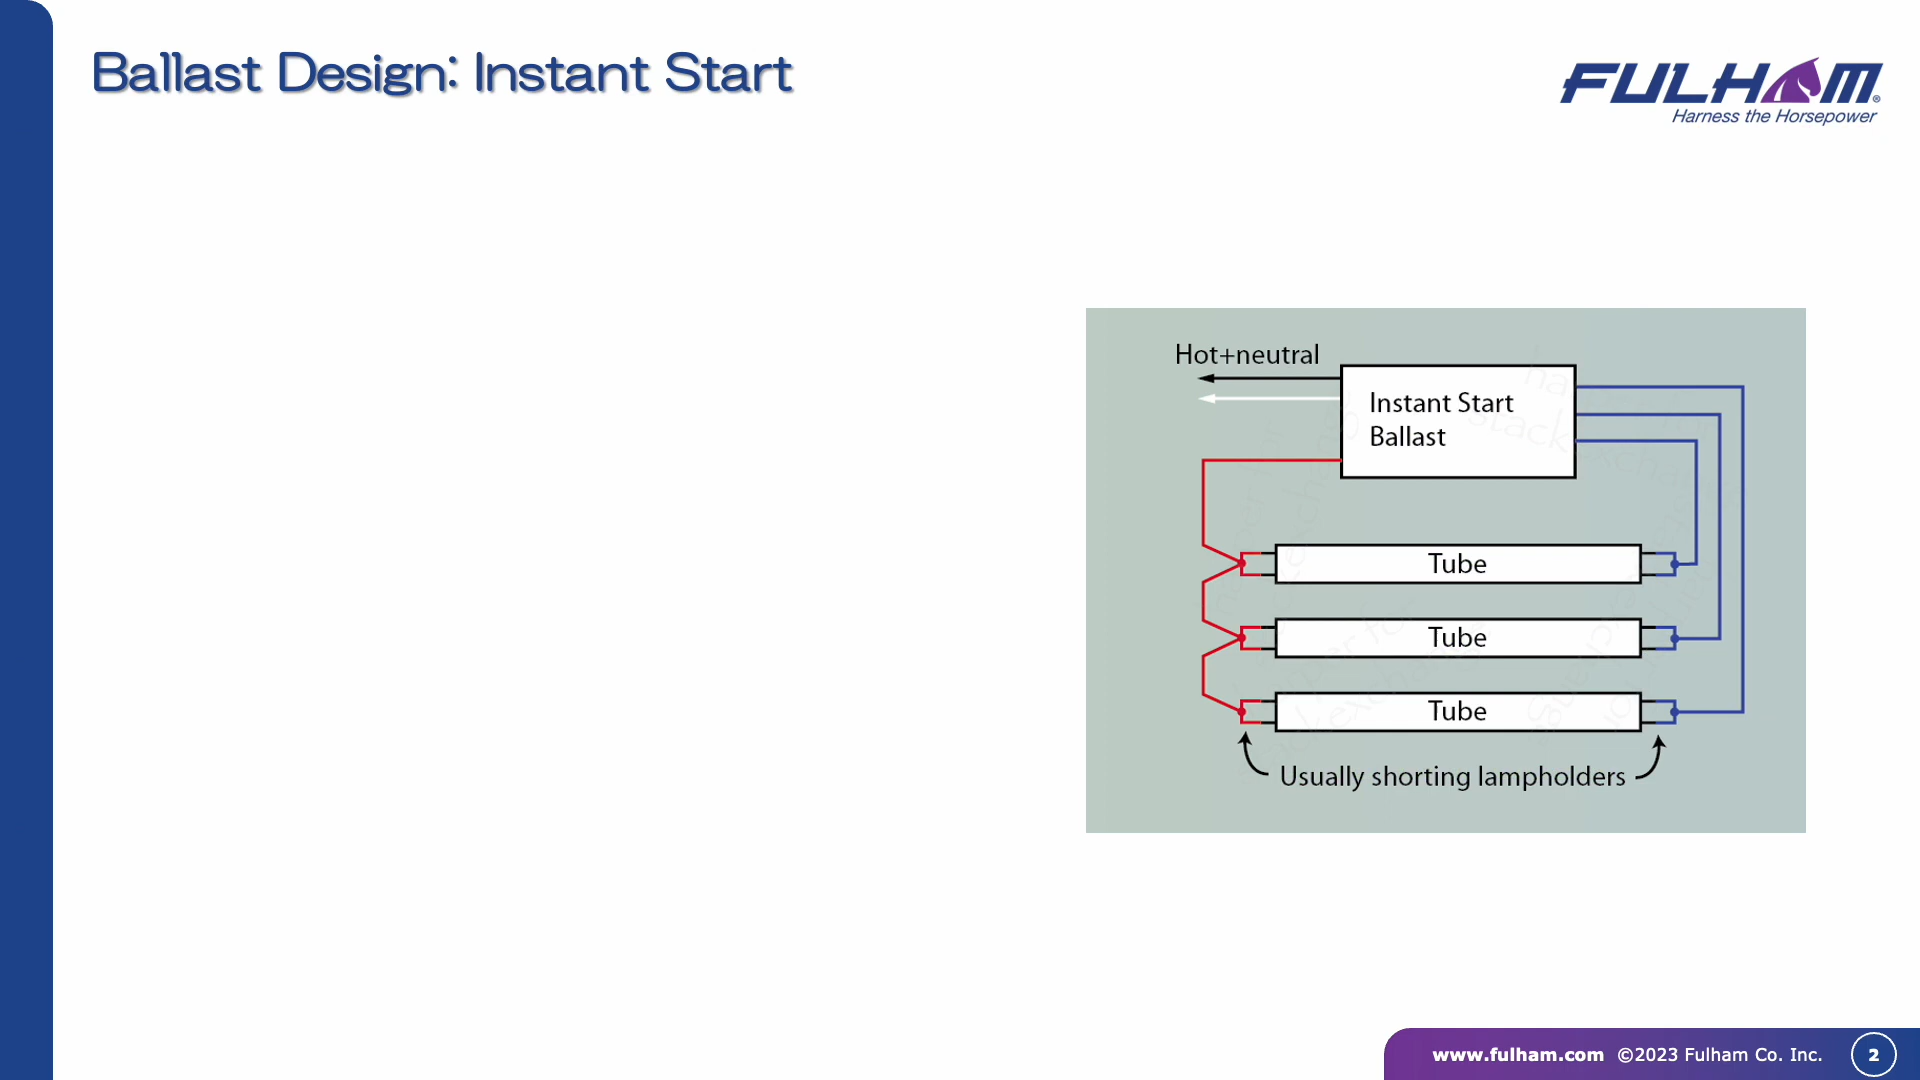 Ballast Design: Instant Start
FULHAM®
Harness the Horsepower
Hot+neutral
Instant Start
Ballast
Tube
Tube
Tube
Usually shorting lampholders
www.fulham.com ©2023 Fulham Co. Inc. 2